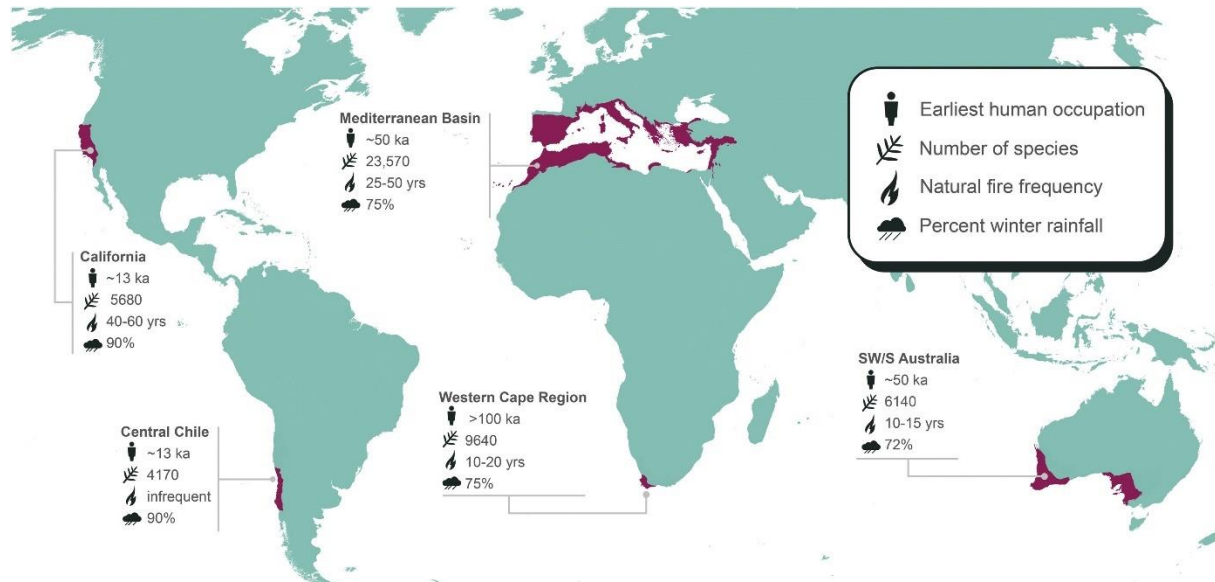 Mediterranean Basin
~50 ka
23,570
25-50 yrs
75%
Earliest human occupation
Number of species
Natural fire frequency
Percent winter rainfall
California
~13 ka
5680
40-60 yrs
90%
Central Chile
~13 ka
4170
infrequent
90%
Western Cape Region
>100 ka
9640
10-20 yrs
75%
SW/S Australia
~50 ka
6140
10-15 yrs
72%